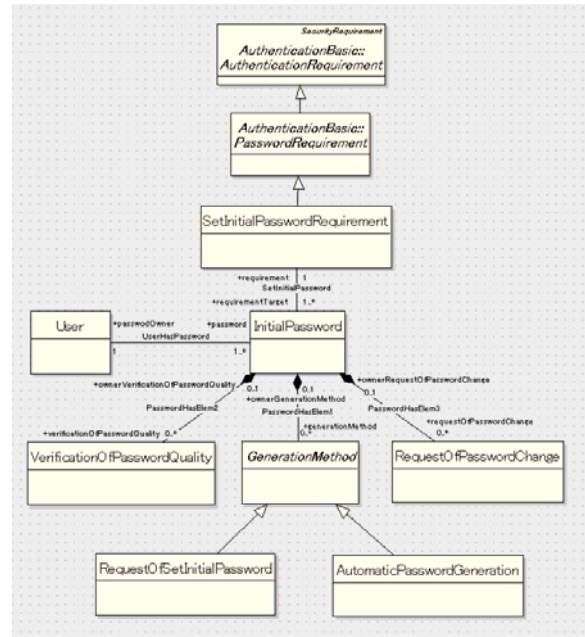 SecurityRequirement
AuthenticationBasic::
AuthenticationRequirement
AuthenticationBasic::
PasswordRequirement
SetInitialPasswordRequirement
+requirement 1
SetInitialPassword
+requirementTarget 1..*
User
+passwodOwner +password
UserHasPassword
1 1..*
InitialPassword
+ownerVerificationOfPasswordQuality 0..1
0..1
+ownerGenerationMethod
+ownerRequestOfPasswordChange
0..1
PasswordHasElem2
PasswordHasElem1
PasswordHasElem3
+verificationOfPasswordQuality 0..*
+generationMethod
0..*
+requestOfPasswordChange
0..*
VerificationOfPasswordQuality
GenerationMethod
RequestOfPasswordChange
RequestOfSetInitialPassword
AutomaticPasswordGeneration